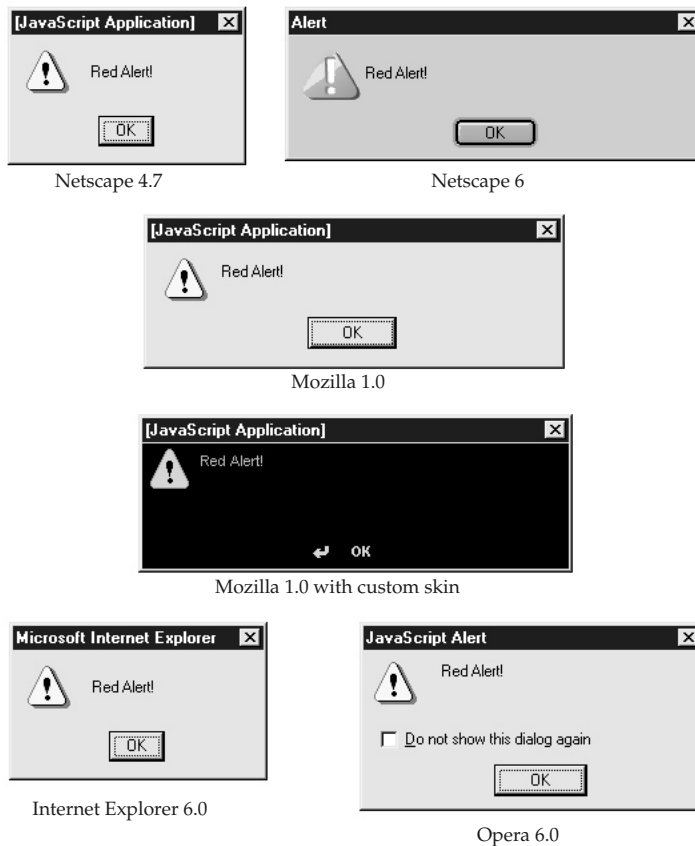 [JavaScript Application]
Red Alert!
OK
Netscape 4.7
Alert
Red Alert!
OK
Netscape 6
[JavaScript Application]
Red Alert!
OK
Mozilla 1.0
[JavaScript Application]
Red Alert!
OK
Mozilla 1.0 with custom skin
Microsoft Internet Explorer
Red Alert!
OK
Internet Explorer 6.0
JavaScript Alert
Red Alert!
Do not show this dialog again
OK
Opera 6.0